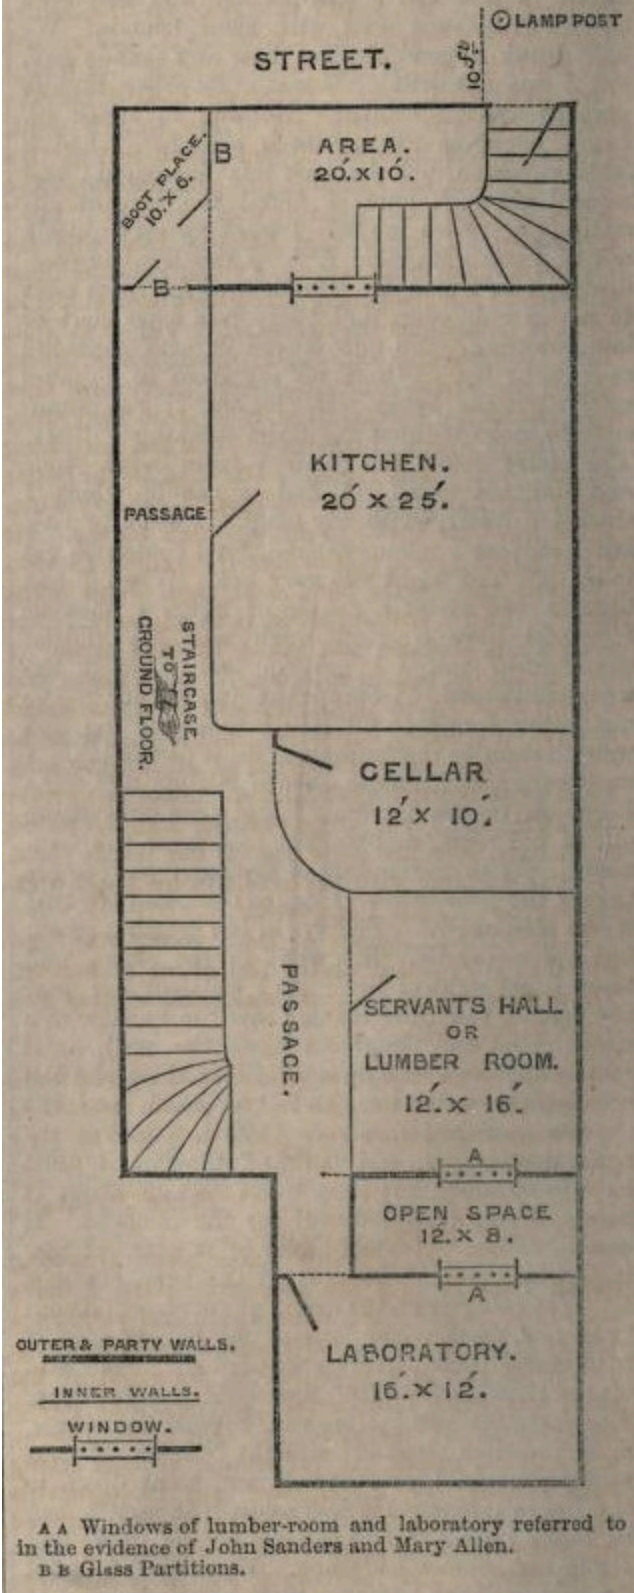 LAMP POST
STREET.
10 ft
BOOT PLACE.
10. X 6.
B
AREA.
20'. X 10'.
B
KITCHEN.
20' X 25'.
PASSAGE
STAIRCASE
TO
GROUND FLOOR.
CELLAR
12' X 10'.
PASSAGE.
SERVANTS HALL
OR
LUMBER ROOM.
12'. X 16'.
A
OPEN SPACE
12. X 8.
A
LABORATORY.
16'. X 12'.
OUTER & PARTY WALLS.
INNER WALLS.
WINDOW.
A A Windows of lumber-room and laboratory referred to
in the evidence of John Sanders and Mary Allen.
B B Glass Partitions.